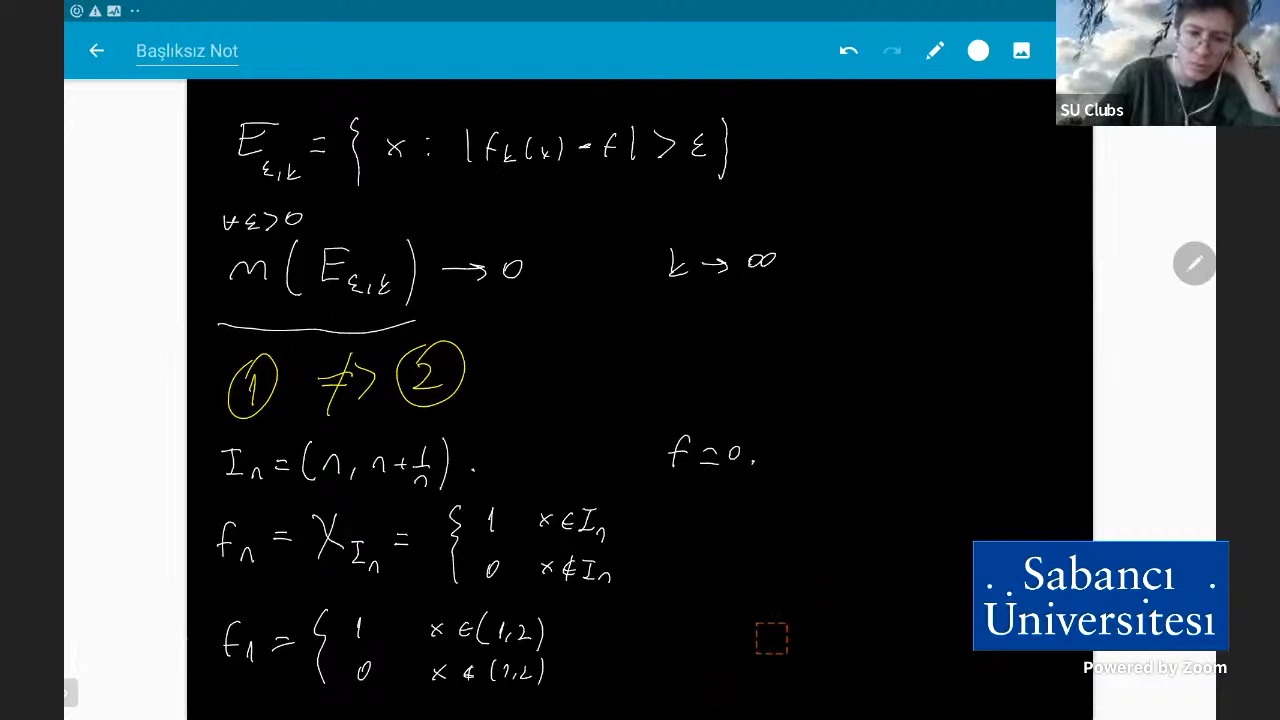 Başlıksız Not
SU Clubs
E_{ε,k} = { x : |f_k(x) - f| > ε }
∀ε>0
m(E_{ε,k}) → 0 k → ∞
① ≠> ②
I_n = (n, n+1/n). f ≡ 0.
f_n = χ_{I_n} = { 1 x ∈ I_n
0 x ∉ I_n
f_1 = { 1 x ∈ (1,2)
0 x ∉ (1,2)
Sabancı
Üniversitesi
Powered by Zoom